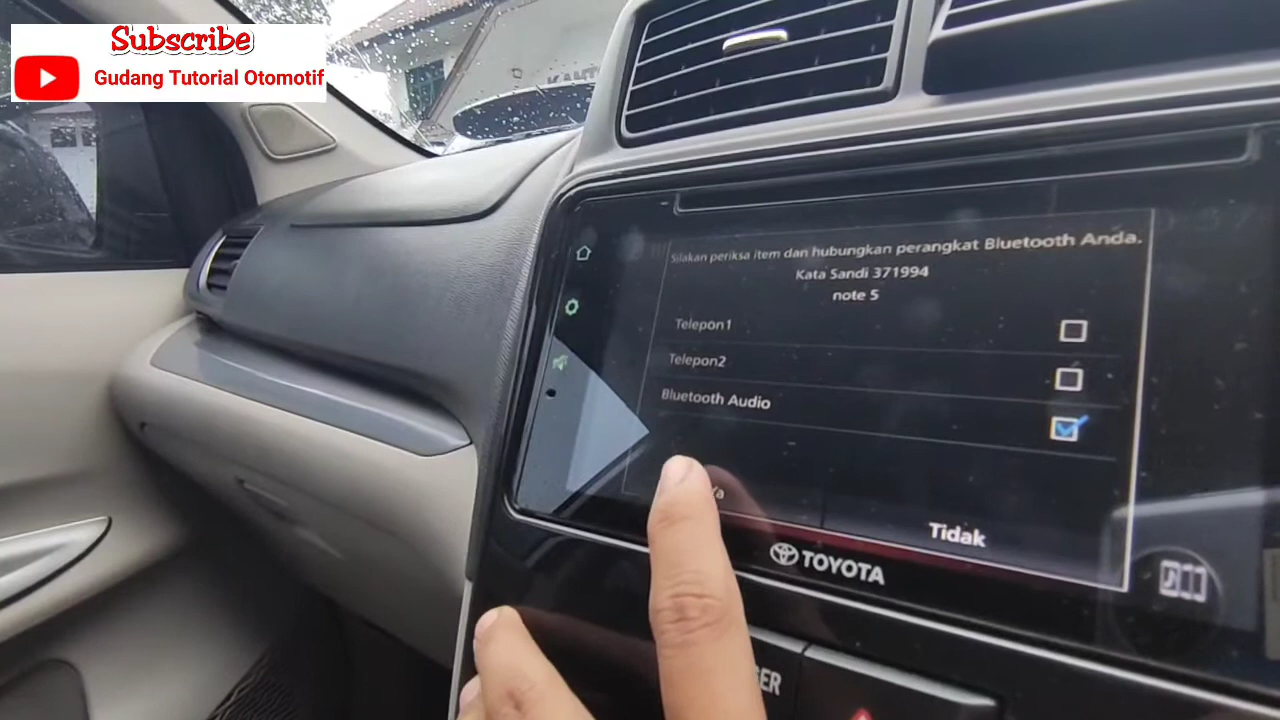 Subscribe
Gudang Tutorial Otomotif
Silakan periksa item dan hubungkan perangkat Bluetooth Anda.
Kata Sandi 371994
note 5
Telepon1
Telepon2
Bluetooth Audio
Tidak
TOYOTA